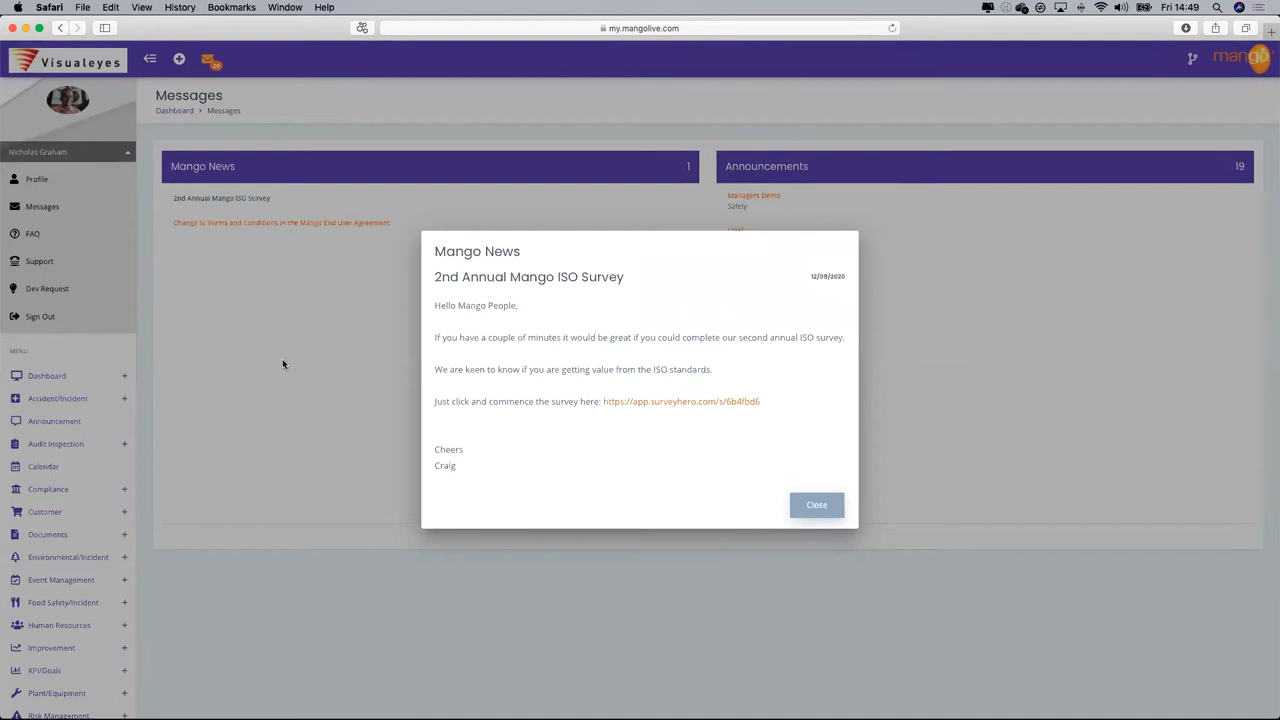 Safari File Edit View History Bookmarks Window Help Fri 14:49
my.mangolive.com
Visualeyes 20 mango
Messages
Dashboard > Messages
Nicholas Graham
Profile
Messages
FAQ
Support
Dev Request
Sign Out
MENU
Dashboard +
Accident/Incident +
Announcement
Audit Inspection +
Calendar
Compliance +
Customer +
Documents +
Environmental/Incident +
Event Management +
Food Safety/Incident +
Human Resources +
Improvement +
KPI/Goals +
Plant/Equipment +
Risk Management +
Mango News 1
2nd Annual Mango ISO Survey
Change to Terms and Conditions in the Mango End User Agreement
Announcements 19
Managers Demo
Safety
Mango News
2nd Annual Mango ISO Survey 12/08/2020
Hello Mango People,
If you have a couple of minutes it would be great if you could complete our second annual ISO survey.
We are keen to know if you are getting value from the ISO standards.
Just click and commence the survey here: https://app.surveyhero.com/s/6b4fbd6
Cheers
Craig
Close